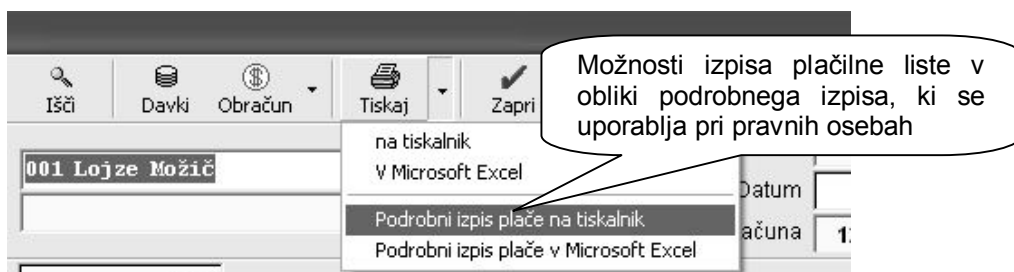 Išči
Davki
Obračun
Tiskaj
Zapri
Možnosti izpisa plačilne liste v
obliki podrobnega izpisa, ki se
uporablja pri pravnih osebah
001 Lojze Možič
na tiskalnik
V Microsoft Excel
Datum
Podrobni izpis plače na tiskalnik
ačuna
Podrobni izpis plače v Microsoft Excel